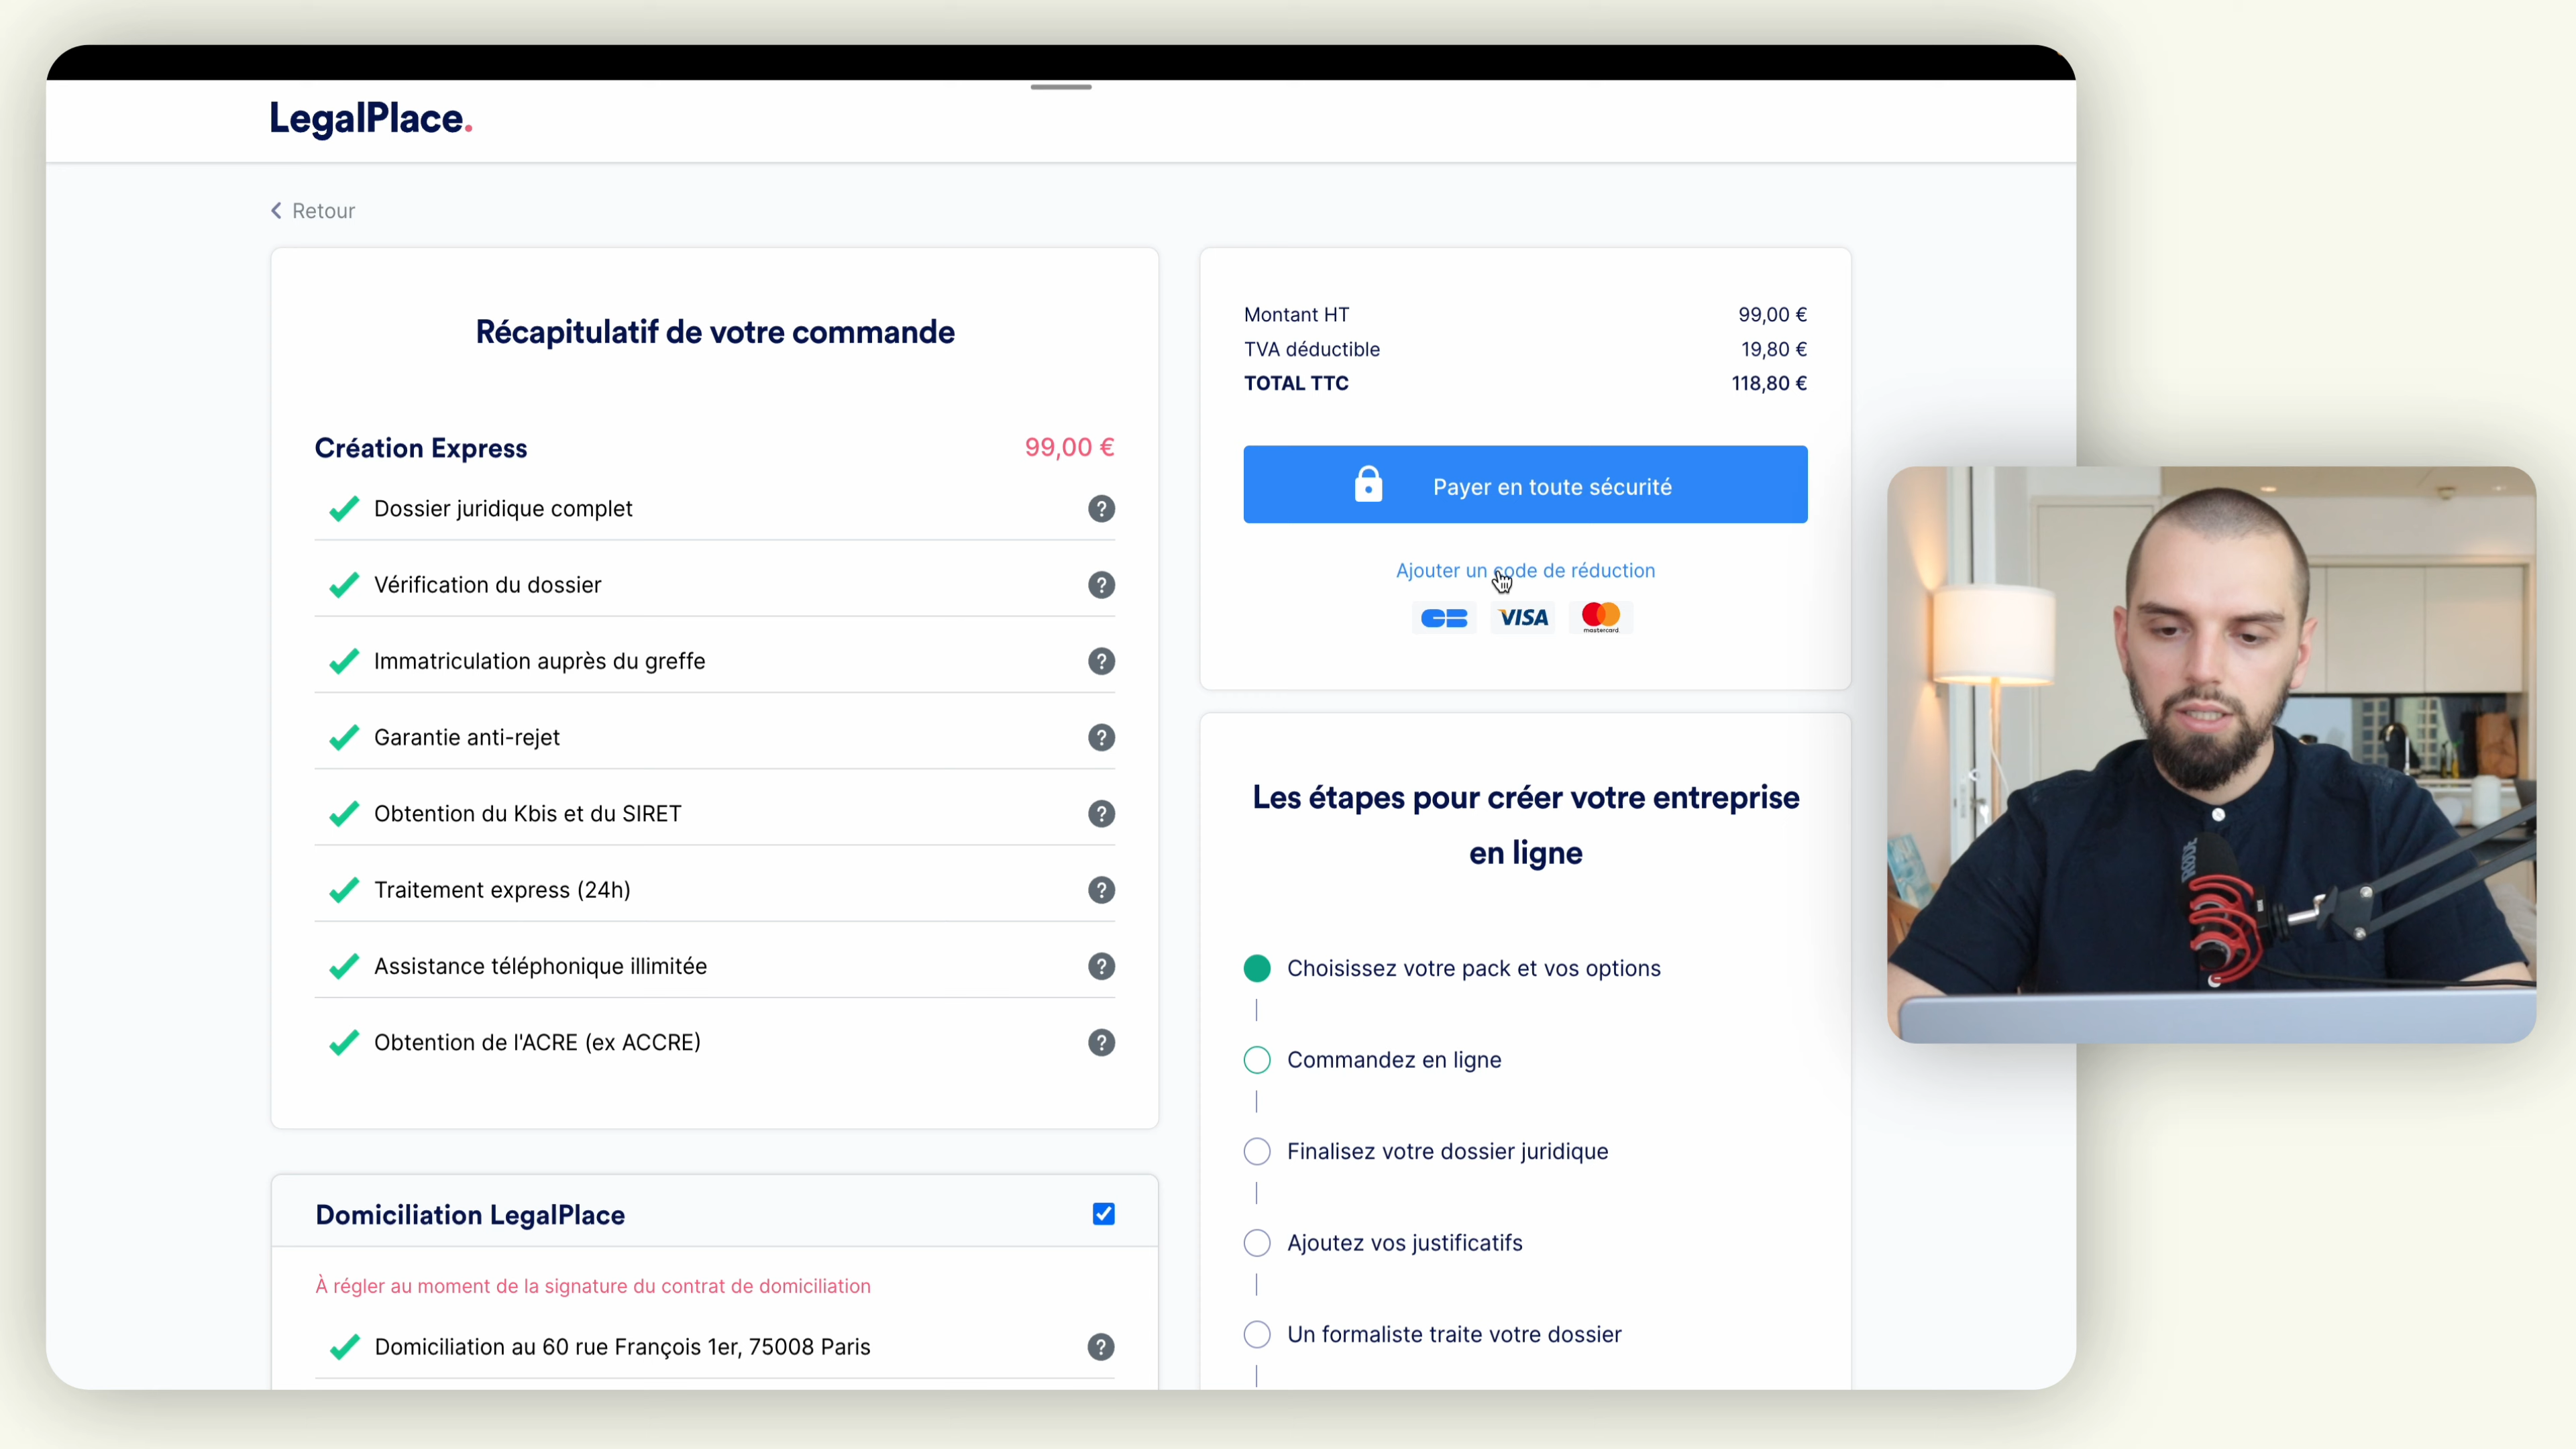 LegalPlace.
Retour
Récapitulatif de votre commande
Création Express
99,00 €
Dossier juridique complet
?
Vérification du dossier
?
Immatriculation auprès du greffe
?
Garantie anti-rejet
?
Obtention du Kbis et du SIRET
?
Traitement express (24h)
?
Assistance téléphonique illimitée
?
Obtention de l'ACRE (ex ACCRE)
?
Domiciliation LegalPlace
À régler au moment de la signature du contrat de domiciliation
Domiciliation au 60 rue François 1er, 75008 Paris
?
Montant HT
99,00 €
TVA déductible
19,80 €
TOTAL TTC
118,80 €
Payer en toute sécurité
Ajouter un code de réduction
CB
VISA
mastercard
Les étapes pour créer votre entreprise
en ligne
Choisissez votre pack et vos options
Commandez en ligne
Finalisez votre dossier juridique
Ajoutez vos justificatifs
Un formaliste traite votre dossier
RODE